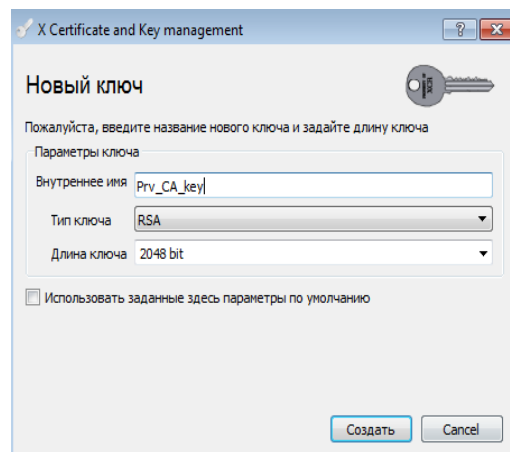 X Certificate and Key management
Новый ключ
Пожалуйста, введите название нового ключа и задайте длину ключа
Параметры ключа
Внутреннее имя Prv_CA_key
Тип ключа RSA
Длина ключа 2048 bit
Использовать заданные здесь параметры по умолчанию
Создать Cancel